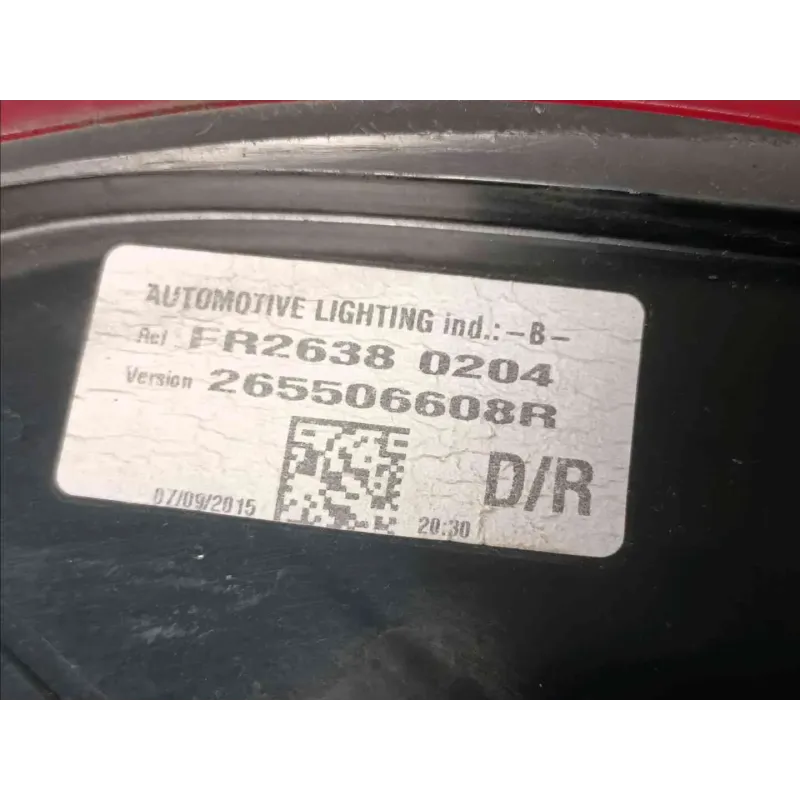 AUTOMOTIVE LIGHTING ind.: -B-
Ref FR2638 0204
Version 265506608R
D/R
07/09/2015 20:30